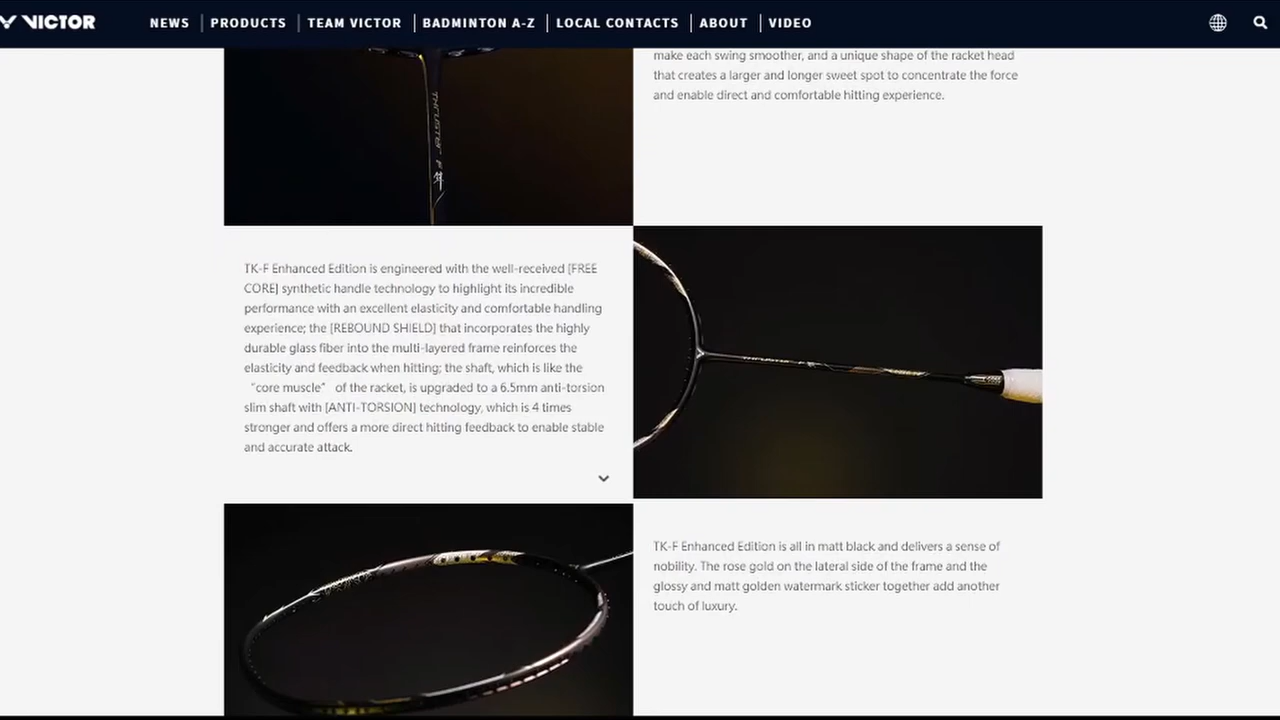 VICTOR
NEWS
PRODUCTS
TEAM VICTOR
BADMINTON A-Z
LOCAL CONTACTS
ABOUT
VIDEO
make each swing smoother, and a unique shape of the racket head
that creates a larger and longer sweet spot to concentrate the force
and enable direct and comfortable hitting experience.
THRUSTER F
隼
TK-F Enhanced Edition is engineered with the well-received [FREE
CORE] synthetic handle technology to highlight its incredible
performance with an excellent elasticity and comfortable handling
experience; the [REBOUND SHIELD] that incorporates the highly
durable glass fiber into the multi-layered frame reinforces the
elasticity and feedback when hitting; the shaft, which is like the
“core muscle” of the racket, is upgraded to a 6.5mm anti-torsion
slim shaft with [ANTI-TORSION] technology, which is 4 times
stronger and offers a more direct hitting feedback to enable stable
and accurate attack.
THRUSTER F
TK-F Enhanced Edition is all in matt black and delivers a sense of
nobility. The rose gold on the lateral side of the frame and the
glossy and matt golden watermark sticker together add another
touch of luxury.